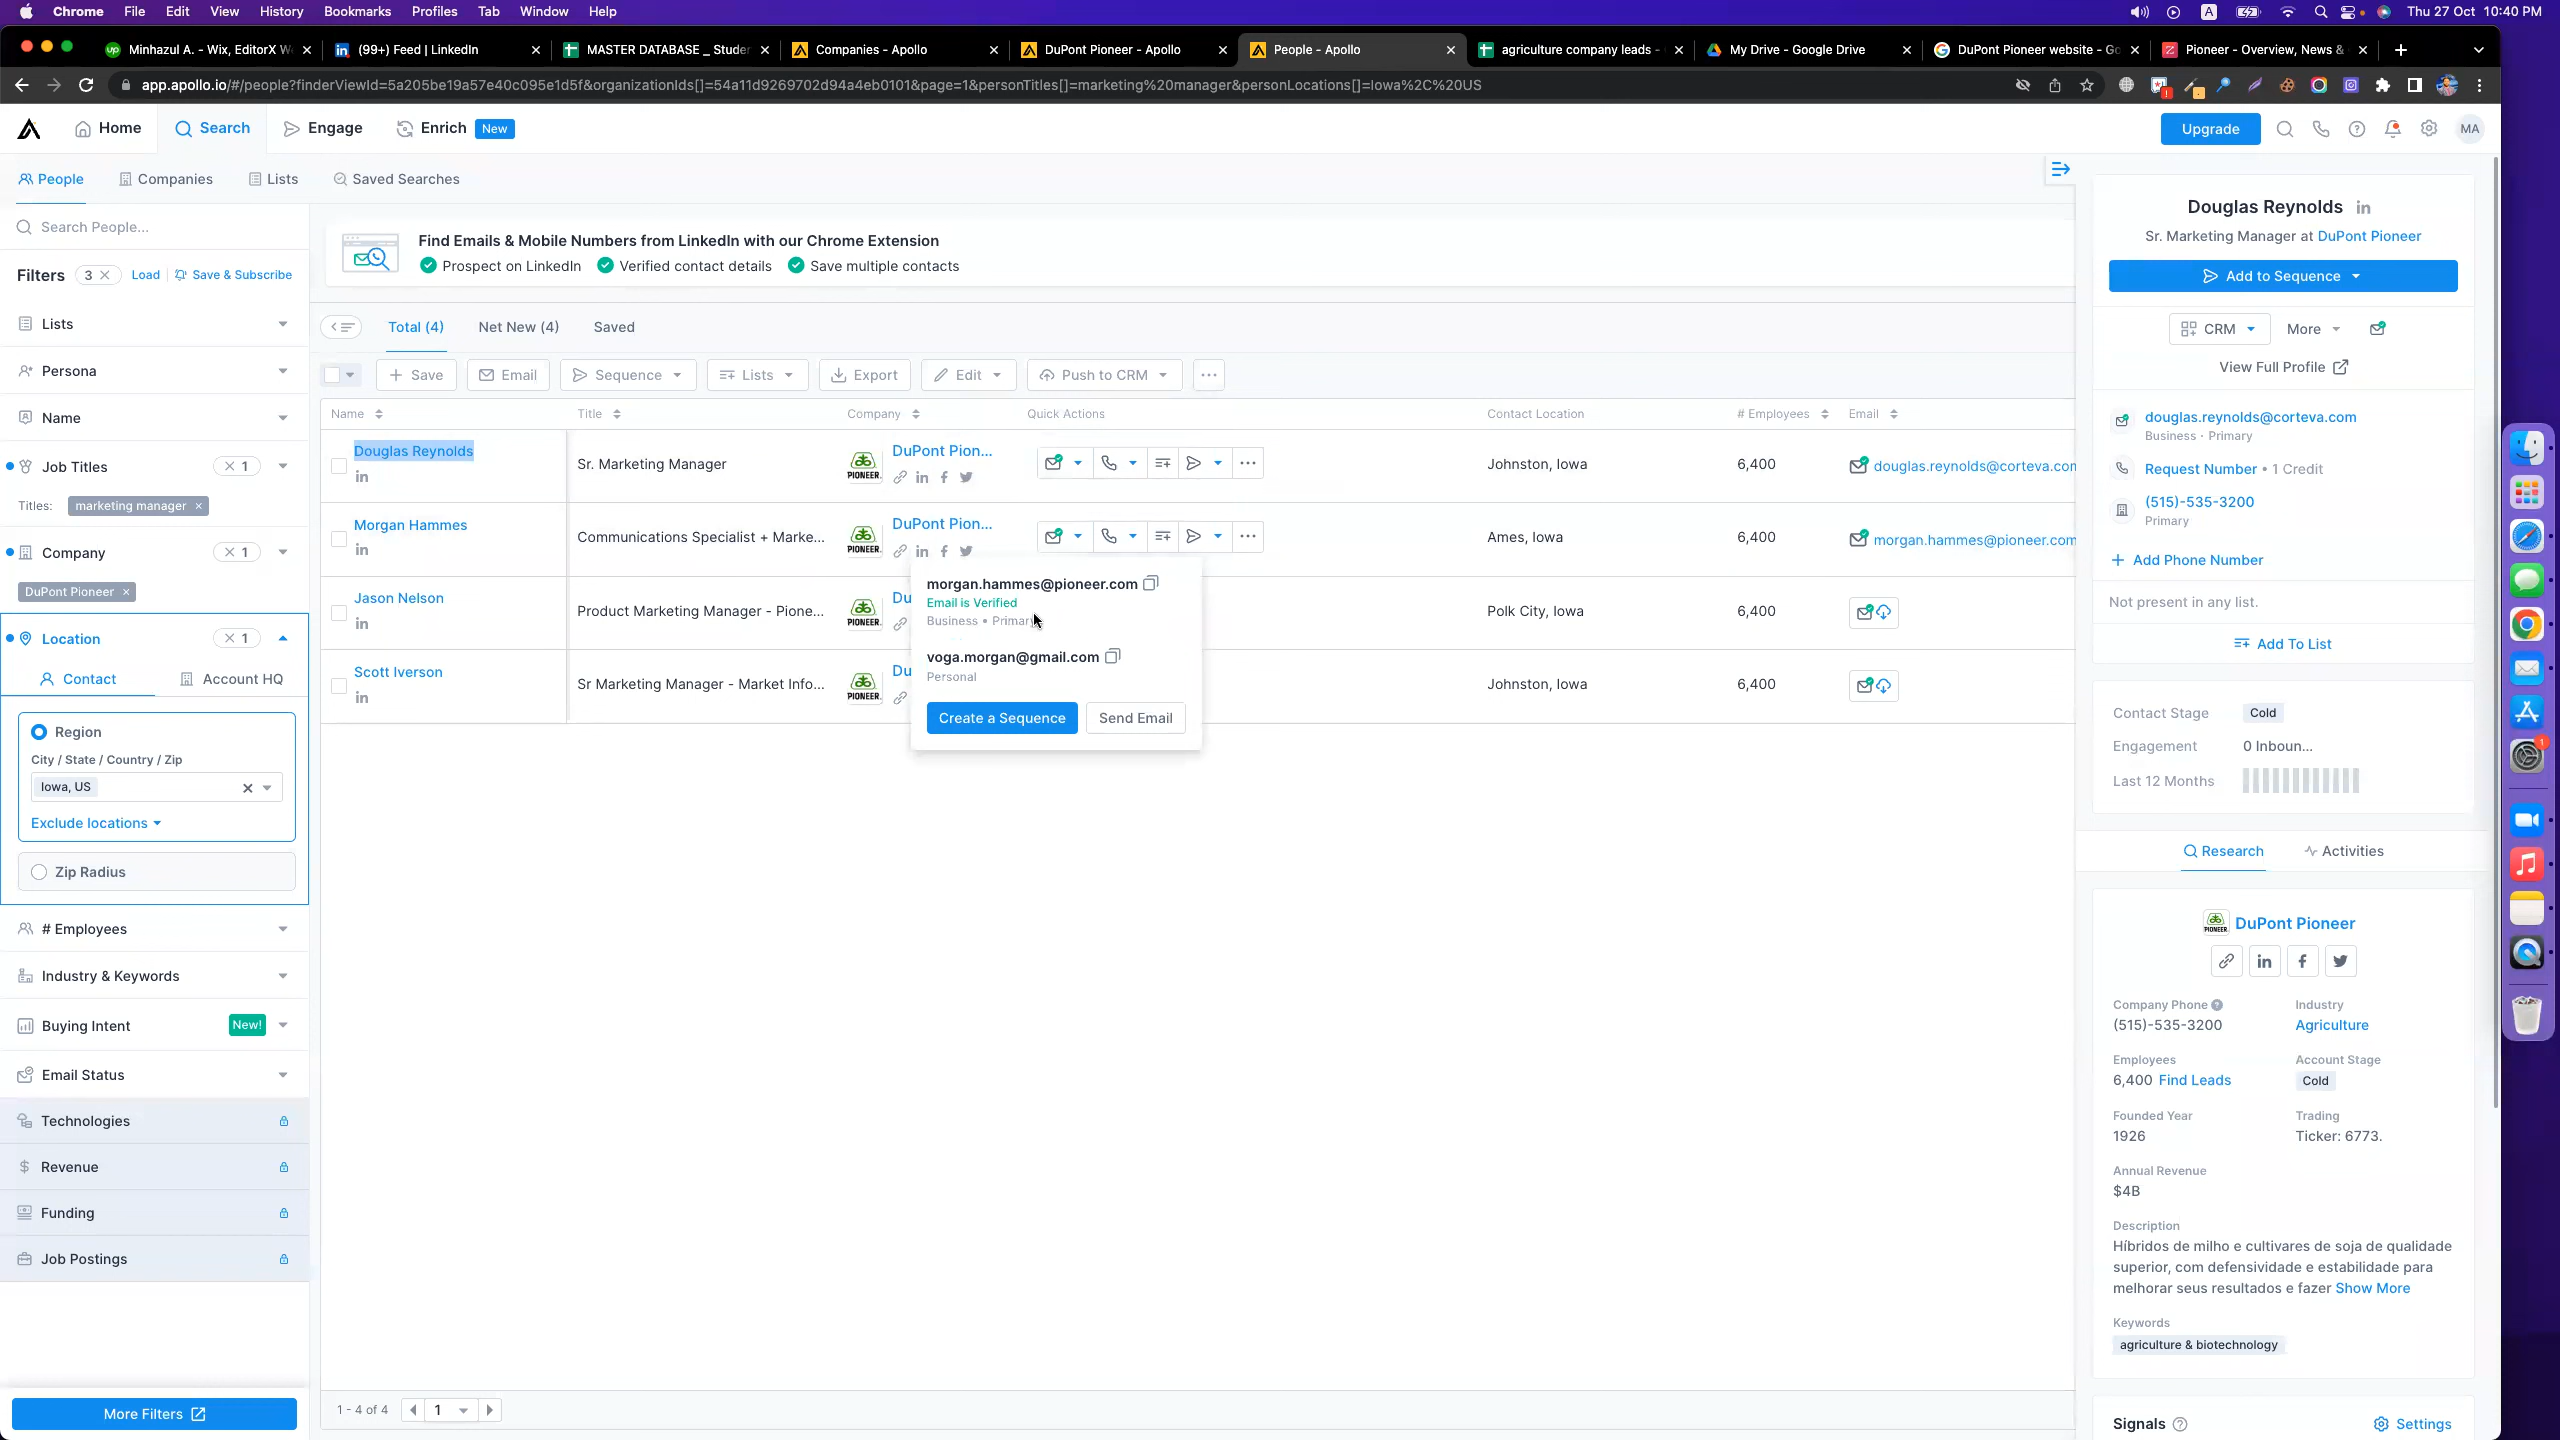 Chrome File Edit View History Bookmarks Profiles Tab Window Help
A
Thu 27 Oct 10:40 PM
Minhazul A. - Wix, EditorX W
(99+) Feed | LinkedIn
MASTER DATABASE _ Studer
Companies - Apollo
DuPont Pioneer - Apollo
People - Apollo
agriculture company leads -
My Drive - Google Drive
DuPont Pioneer website - Go
Pioneer - Overview, News &
app.apollo.io/#/people?finderViewId=5a205be19a57e40c095e1d5f&organizationIds[]=54a11d9269702d94a4eb0101&page=1&personTitles[]=marketing%20manager&personLocations[]=Iowa%2C%20US
Home
Search
Engage
Enrich New
Upgrade
MA
People
Companies
Lists
Saved Searches
Search People...
Filters 3 Load Save & Subscribe
Lists
Persona
Name
Job Titles 1
Titles: marketing manager
Company 1
DuPont Pioneer
Location 1
Contact
Account HQ
Region
City / State / Country / Zip
Iowa, US
Exclude locations
Zip Radius
# Employees
Industry & Keywords
Buying Intent New!
Email Status
Technologies
Revenue
Funding
Job Postings
More Filters
Find Emails & Mobile Numbers from LinkedIn with our Chrome Extension
Prospect on LinkedIn Verified contact details Save multiple contacts
Total (4) Net New (4) Saved
Save Email Sequence Lists Export Edit Push to CRM
Name Title Company Quick Actions Contact Location # Employees Email
Douglas Reynolds Sr. Marketing Manager PIONEER. DuPont Pion... Johnston, Iowa 6,400 douglas.reynolds@corteva.com
Morgan Hammes Communications Specialist + Marke... PIONEER. DuPont Pion... Ames, Iowa 6,400 morgan.hammes@pioneer.com
Jason Nelson Product Marketing Manager - Pione... PIONEER. Du Polk City, Iowa 6,400
Scott Iverson Sr Marketing Manager - Market Info... PIONEER. Du Johnston, Iowa 6,400
morgan.hammes@pioneer.com
Email is Verified
Business • Primary
voga.morgan@gmail.com
Personal
Create a Sequence Send Email
1 - 4 of 4 1
Douglas Reynolds
Sr. Marketing Manager at DuPont Pioneer
Add to Sequence
CRM More
View Full Profile
douglas.reynolds@corteva.com
Business · Primary
Request Number • 1 Credit
(515)-535-3200
Primary
Add Phone Number
Not present in any list.
Add To List
Contact Stage Cold
Engagement 0 Inboun...
Last 12 Months
Research Activities
PIONEER. DuPont Pioneer
Company Phone Industry
(515)-535-3200 Agriculture
Employees Account Stage
6,400 Find Leads Cold
Founded Year Trading
1926 Ticker: 6773.
Annual Revenue
$4B
Description
Híbridos de milho e cultivares de soja de qualidade
superior, com defensividade e estabilidade para
melhorar seus resultados e fazer Show More
Keywords
agriculture & biotechnology
Signals Settings
1